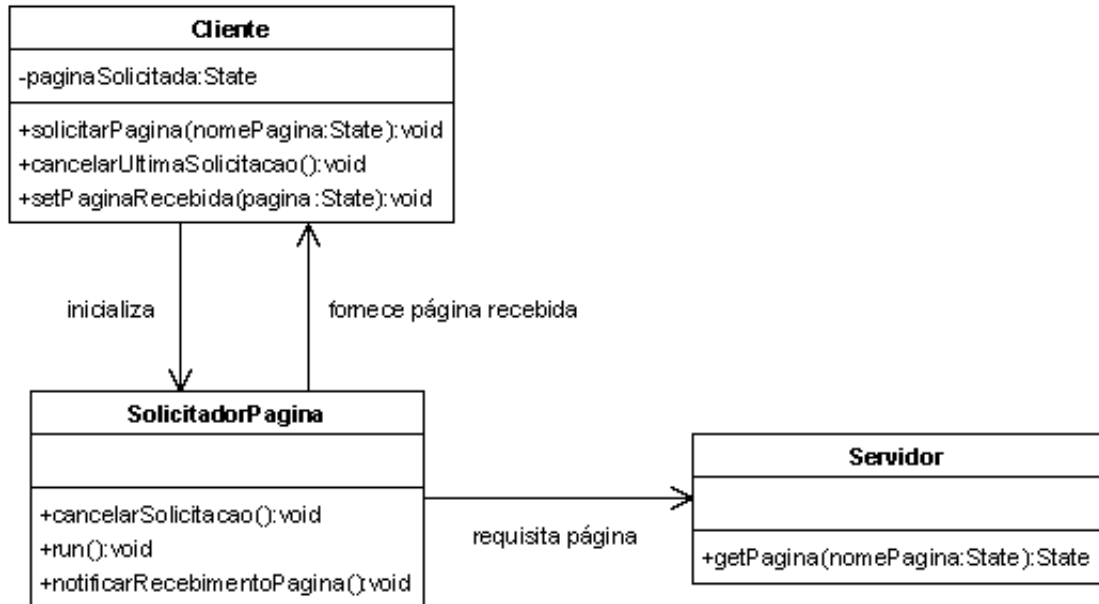 Cliente
-paginaSolicitada:State
+solicitarPagina(nomePagina:State):void
+cancelarUltimaSolicitacao():void
+setPaginaRecebida(pagina:State):void
inicializa
fornece página recebida
SolicitadorPagina
+cancelarSolicitacao():void
+run():void
+notificarRecebimentoPagina():void
requisita página
Servidor
+getPagina(nomePagina:State):State